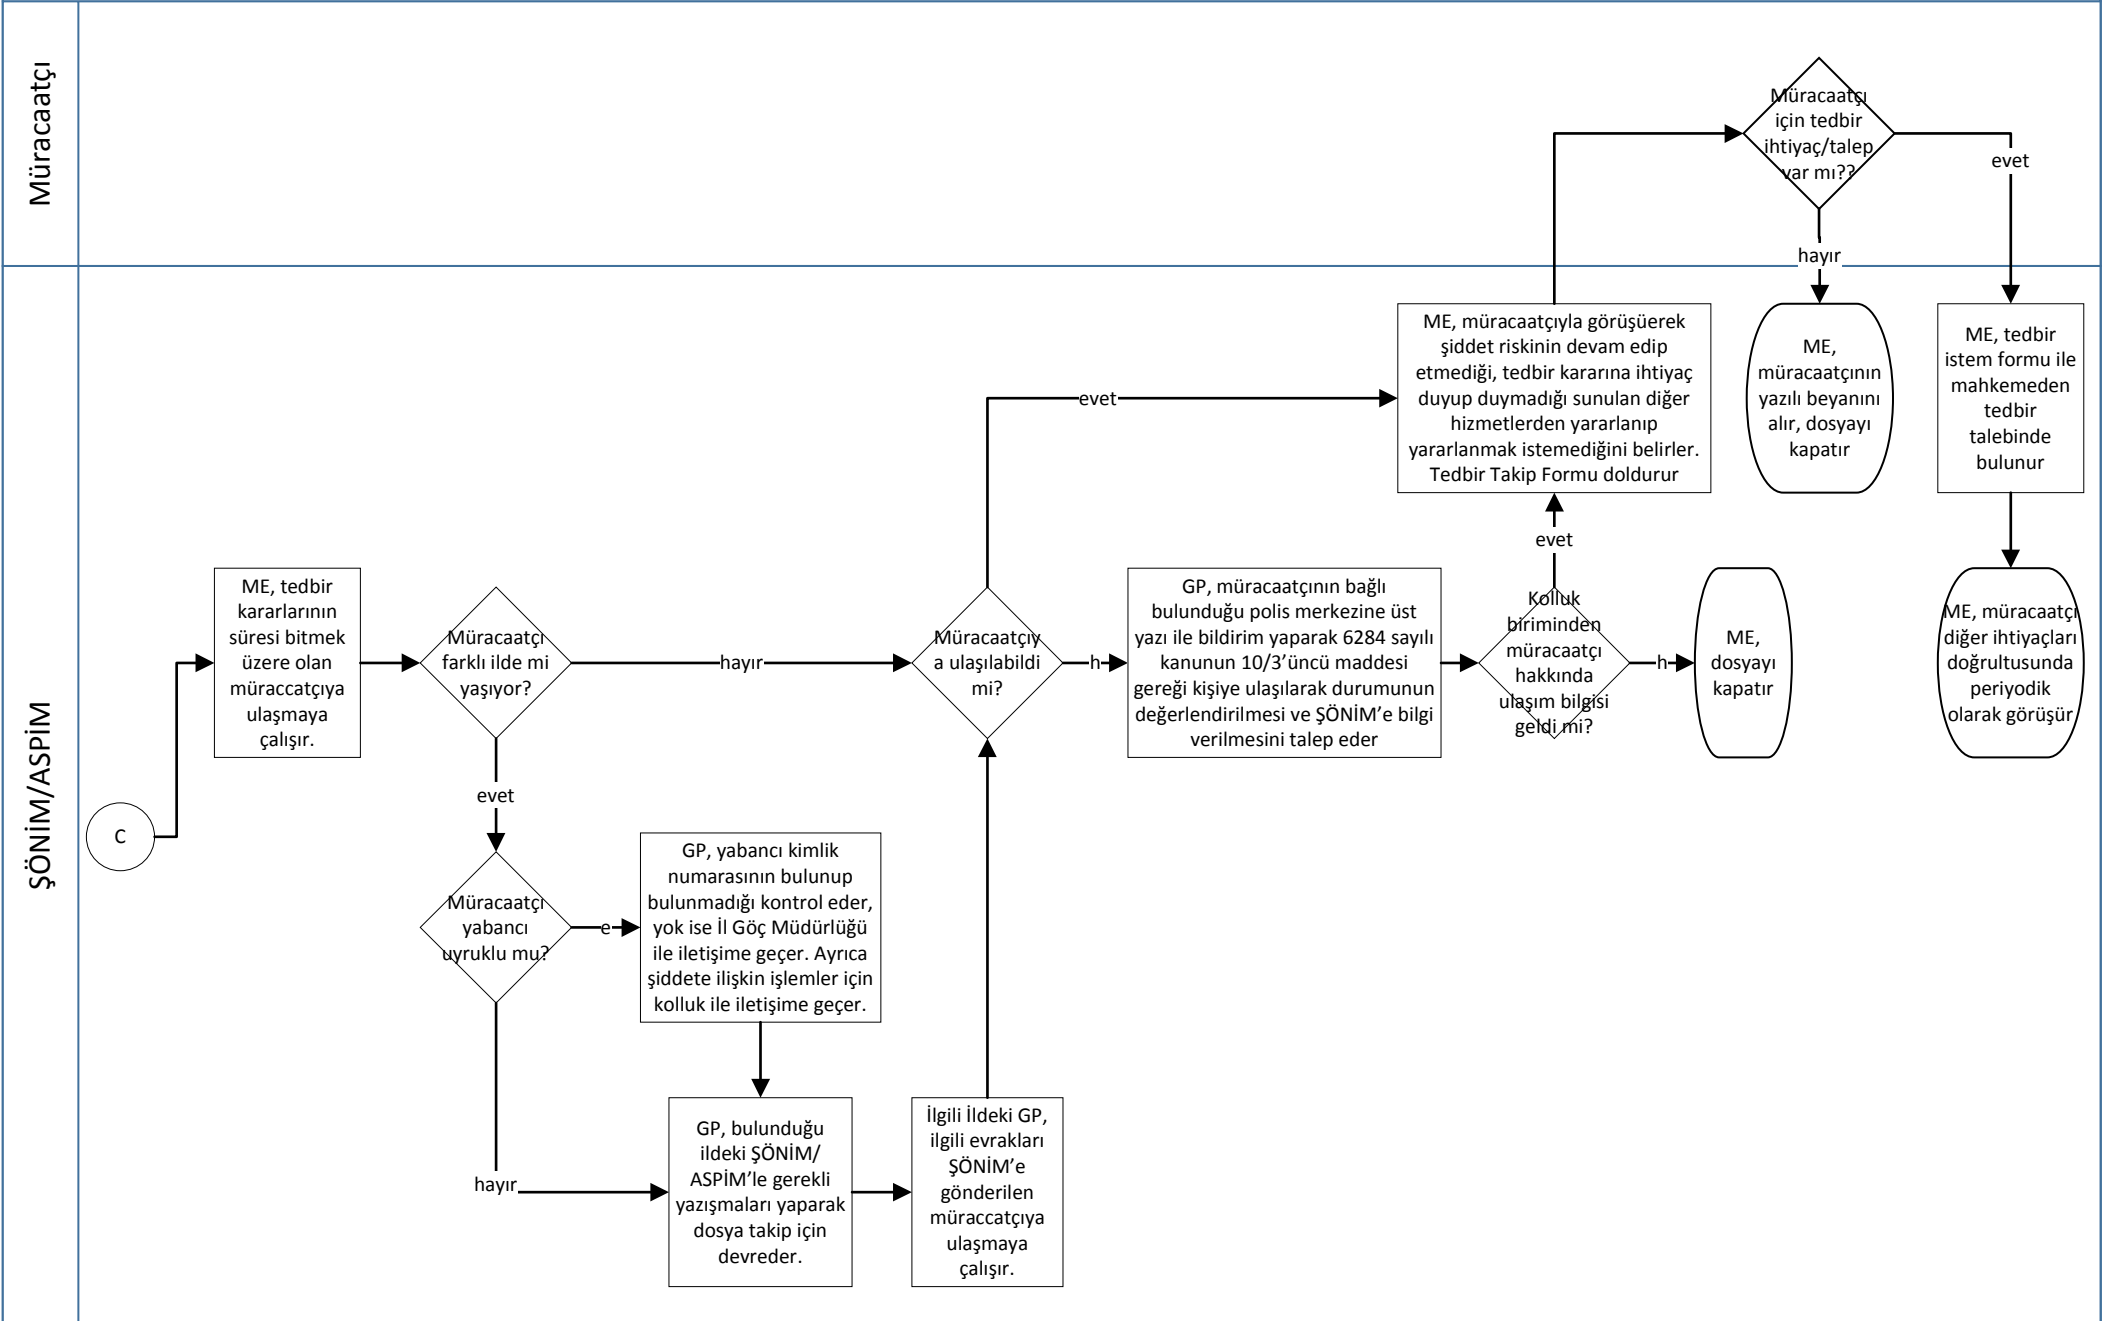 Müracaatçı
Müracaatçı
için tedbir
ihtiyaç/talep
var mı??
evet
hayır
ŞÖNİM/ASPİM
C
ME, tedbir
kararlarının
süresi bitmek
üzere olan
müraccatçıya
ulaşmaya
çalışır.
Müracaatçı
farklı ilde mi
yaşıyor?
hayır
evet
Müracaatçı
yabancı
uyruklu mu?
e
hayır
GP, yabancı kimlik
numarasının bulunup
bulunmadığı kontrol eder,
yok ise İl Göç Müdürlüğü
ile iletişime geçer. Ayrıca
şiddete ilişkin işlemler için
kolluk ile iletişime geçer.
GP, bulunduğu
ildeki ŞÖNİM/
ASPİM’le gerekli
yazışmaları yaparak
dosya takip için
devreder.
İlgili İldeki GP,
ilgili evrakları
ŞÖNİM’e
gönderilen
müraccatçıya
ulaşmaya
çalışır.
Müracaatçıy
a ulaşılabildi
mi?
evet
h
GP, müracaatçının bağlı
bulunduğu polis merkezine üst
yazı ile bildirim yaparak 6284 sayılı
kanunun 10/3’üncü maddesi
gereği kişiye ulaşılarak durumunun
değerlendirilmesi ve ŞÖNİM’e bilgi
verilmesini talep eder
Kolluk
biriminden
müracaatçı
hakkında
ulaşım bilgisi
geldi mi?
evet
h
ME,
dosyayı
kapatır
ME, müracaatçıyla görüşüerek
şiddet riskinin devam edip
etmediği, tedbir kararına ihtiyaç
duyup duymadığı sunulan diğer
hizmetlerden yararlanıp
yararlanmak istemediğini belirler.
Tedbir Takip Formu doldurur
ME,
müracaatçının
yazılı beyanını
alır, dosyayı
kapatır
ME, tedbir
istem formu ile
mahkemeden
tedbir
talebinde
bulunur
ME, müracaatçı
diğer ihtiyaçları
doğrultusunda
periyodik
olarak görüşür